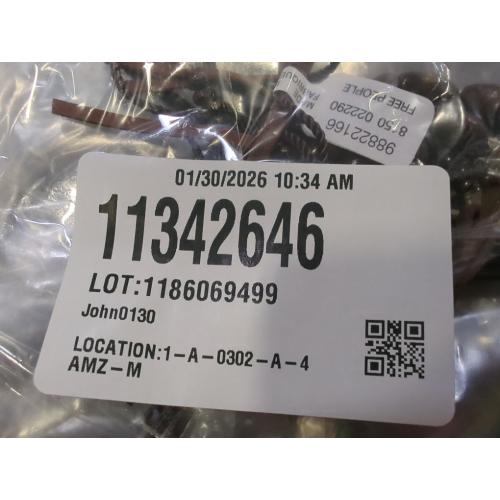 01/30/2026 10:34 AM
11342646
LOT:1186069499
John0130
LOCATION:1-A-0302-A-4
AMZ-M
98822166
8150 022290
FREE PEOPLE